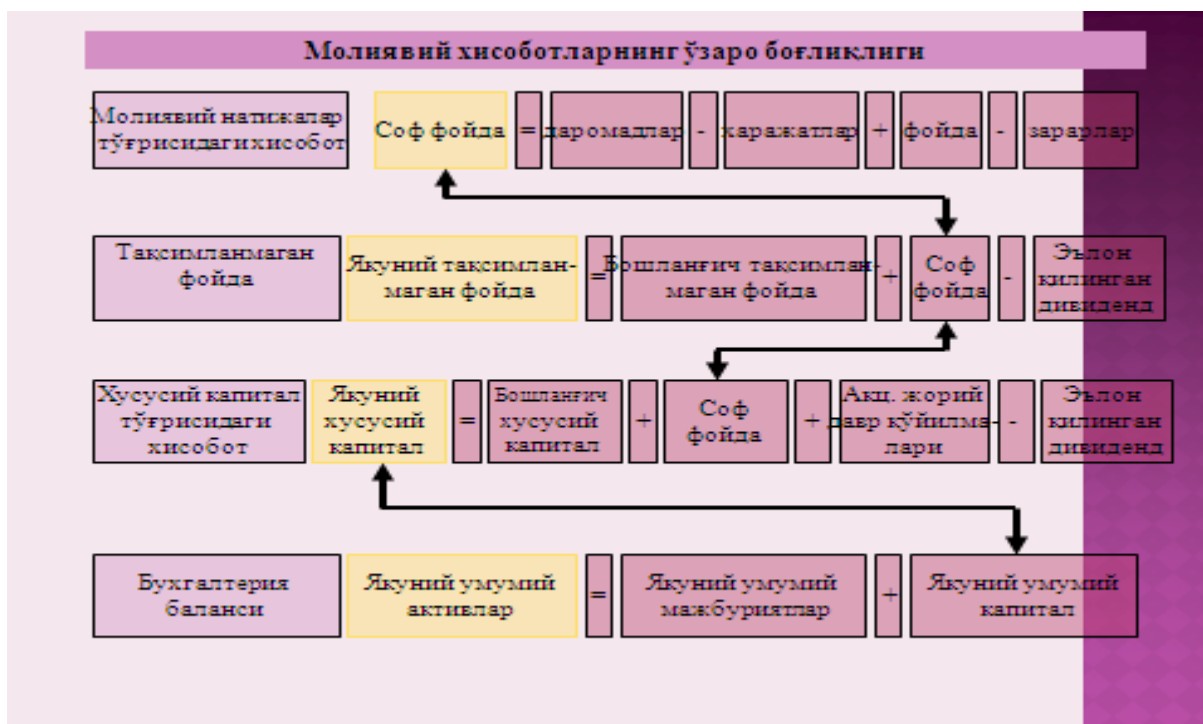 Молиявий хисоботларнинг ўзаро боғлиқлиги
Молиявий натижалар
тўғрисидаги хисобот
Соф фойда
=
даромадлар
-
харажатлар
+
фойда
-
зарарлар
Тақсимланмаган
фойда
Якуний тақсимлан-
маган фойда
=
Бошланғич тақсимлан-
маган фойда
+
Соф
фойда
-
Эълон
қилинган
дивиденд
Хусусий капитал
тўғрисидаги
хисобот
Якуний
хусусий
капитал
=
Бошланғич
хусусий
капитал
+
Соф
фойда
+
Акц. жорий
давр қўйилма-
лари
-
Эълон
қилинган
дивиденд
Бухгалтерия
баланси
Якуний умумий
активлар
=
Якуний умумий
мажбуриятлар
+
Якуний умумий
капитал